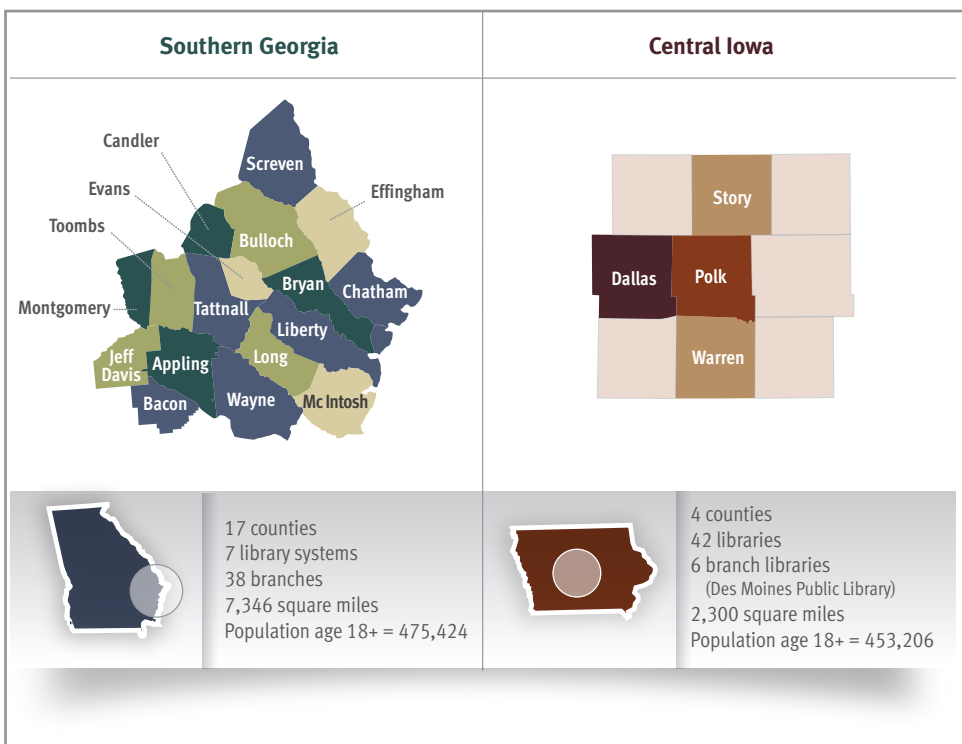 Southern Georgia
Candler
Evans
Toombs
Montgomery
Screven
Effingham
Bulloch
Bryan
Chatham
Tattnall
Liberty
Jeff
Davis
Appling
Long
Bacon
Wayne
Mc Intosh
17 counties
7 library systems
38 branches
7,346 square miles
Population age 18+ = 475,424
Central Iowa
Story
Dallas
Polk
Warren
4 counties
42 libraries
6 branch libraries
(Des Moines Public Library)
2,300 square miles
Population age 18+ = 453,206